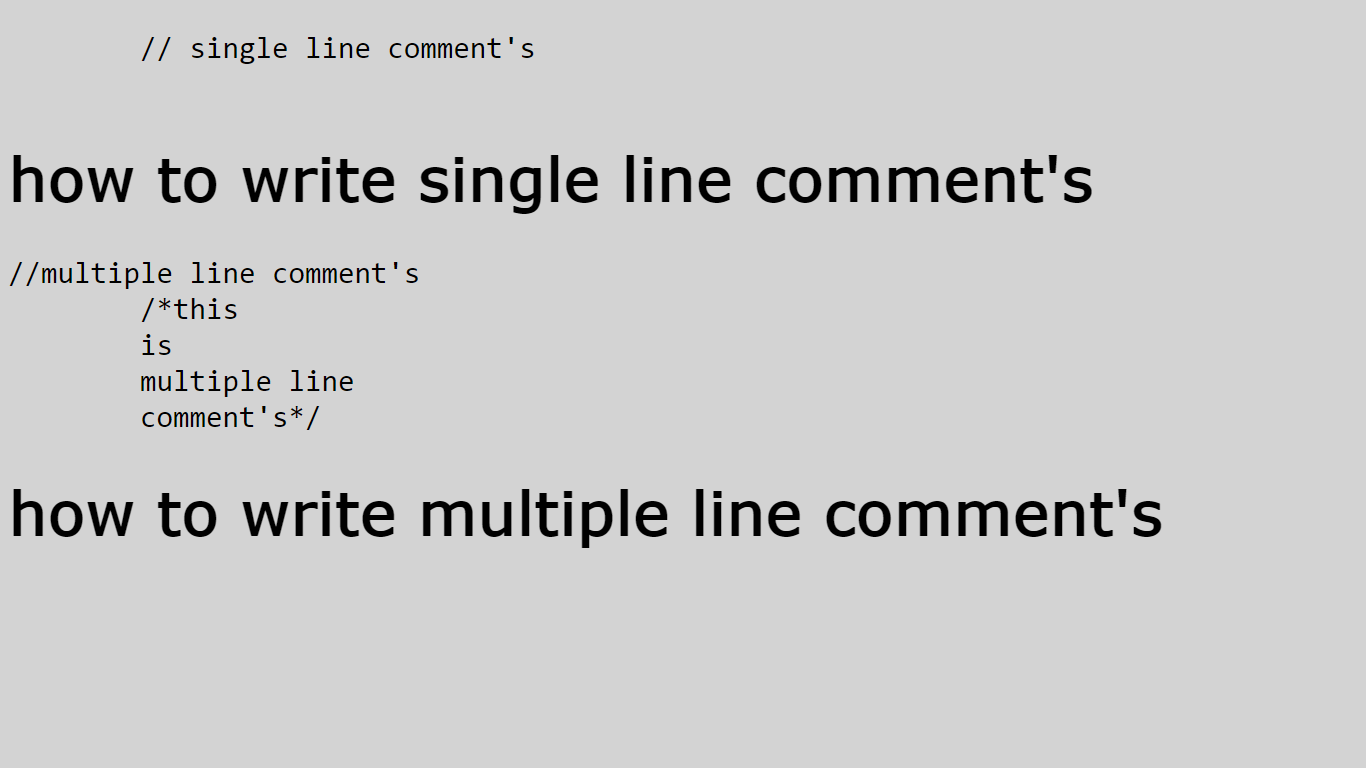 // single line comment's
how to write single line comment's
//multiple line comment's
/*this
is
multiple line
comment's*/
how to write multiple line comment's